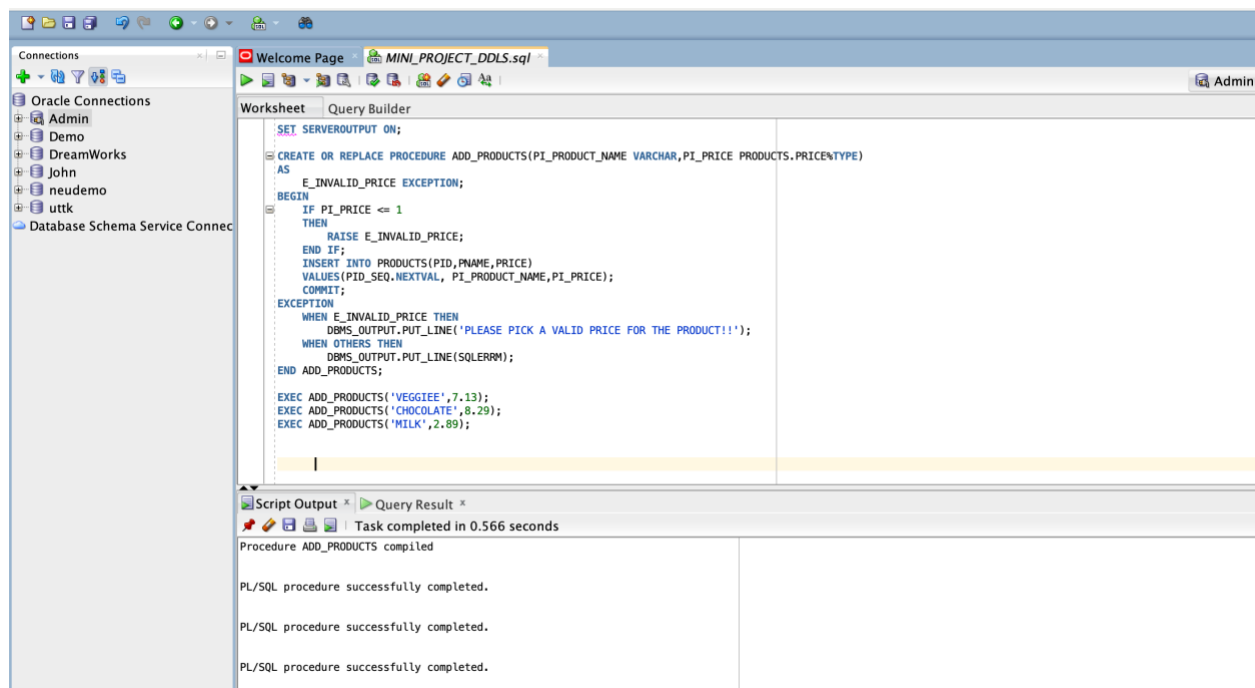 Connections
Oracle Connections
Admin
Demo
DreamWorks
John
neudemo
uttk
Database Schema Service Connec
Welcome Page
MINI_PROJECT_DDLS.sql
Admin
Worksheet
Query Builder
SET SERVEROUTPUT ON;
CREATE OR REPLACE PROCEDURE ADD_PRODUCTS(PI_PRODUCT_NAME VARCHAR,PI_PRICE PRODUCTS.PRICE%TYPE)
AS
E_INVALID_PRICE EXCEPTION;
BEGIN
IF PI_PRICE <= 1
THEN
RAISE E_INVALID_PRICE;
END IF;
INSERT INTO PRODUCTS(PID,PNAME,PRICE)
VALUES(PID_SEQ.NEXTVAL, PI_PRODUCT_NAME,PI_PRICE);
COMMIT;
EXCEPTION
WHEN E_INVALID_PRICE THEN
DBMS_OUTPUT.PUT_LINE('PLEASE PICK A VALID PRICE FOR THE PRODUCT!!');
WHEN OTHERS THEN
DBMS_OUTPUT.PUT_LINE(SQLERRM);
END ADD_PRODUCTS;
EXEC ADD_PRODUCTS('VEGGIEE',7.13);
EXEC ADD_PRODUCTS('CHOCOLATE',8.29);
EXEC ADD_PRODUCTS('MILK',2.89);
Script Output
Query Result
Task completed in 0.566 seconds
Procedure ADD_PRODUCTS compiled
PL/SQL procedure successfully completed.
PL/SQL procedure successfully completed.
PL/SQL procedure successfully completed.